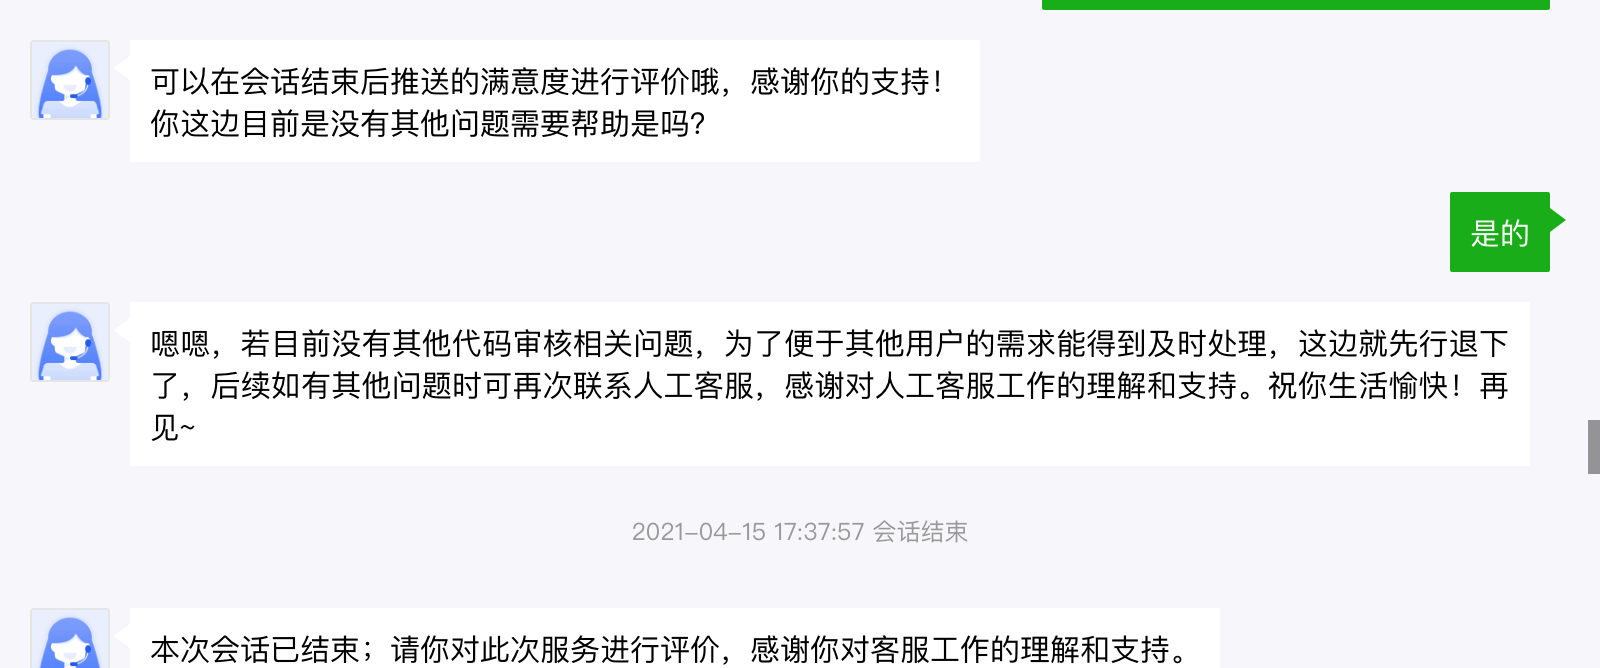 可以在会话结束后推送的满意度进行评价哦，感谢你的支持！
你这边目前是没有其他问题需要帮助是吗？
是的
嗯嗯，若目前没有其他代码审核相关问题，为了便于其他用户的需求能得到及时处理，这边就先行退下
了，后续如有其他问题时可再次联系人工客服，感谢对人工客服工作的理解和支持。祝你生活愉快！再
见~
2021-04-15 17:37:57 会话结束
本次会话已结束；请你对此次服务进行评价，感谢你对客服工作的理解和支持。